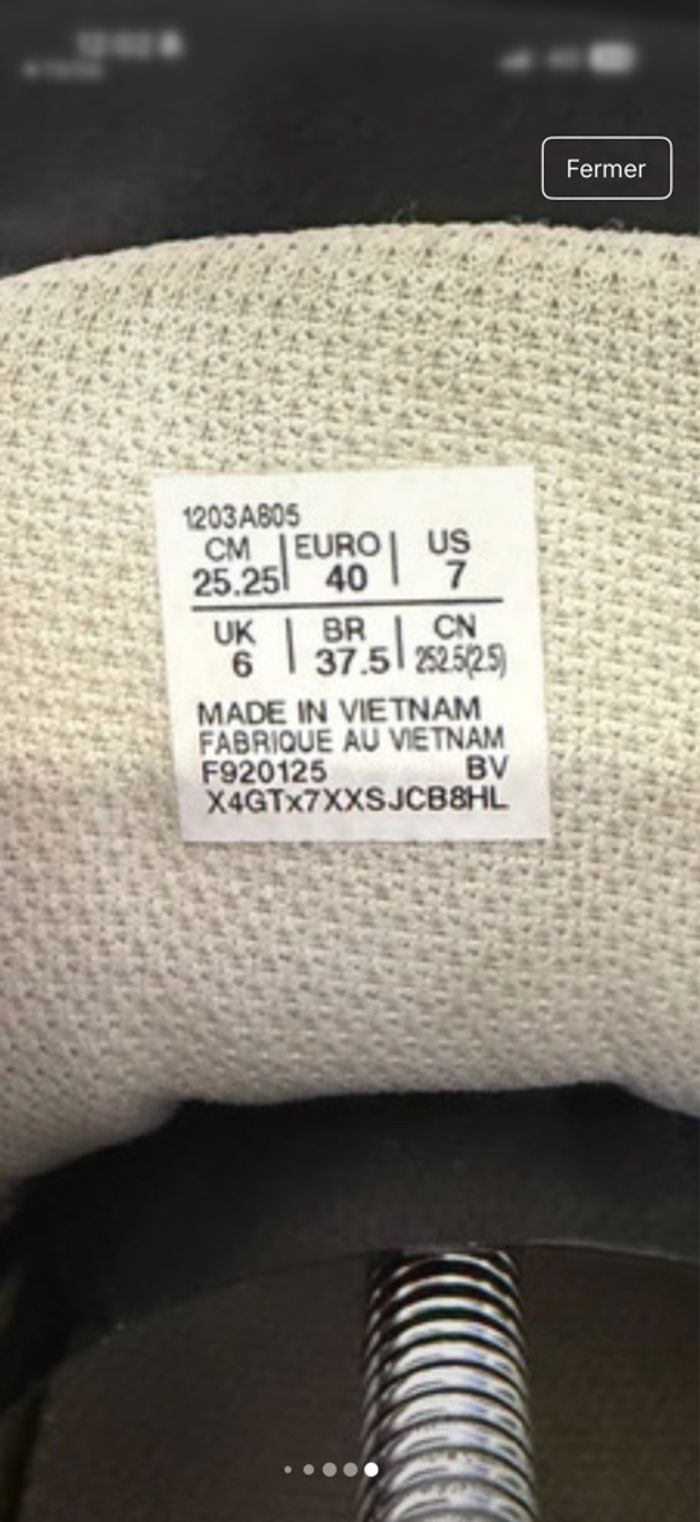 Fermer
1203A805
CM EURO US
25.25 40 7
UK BR CN
6 37.5 252.5(2.5)
MADE IN VIETNAM
FABRIQUE AU VIETNAM
F920125 BV
X4GTx7XXSJCB8HL